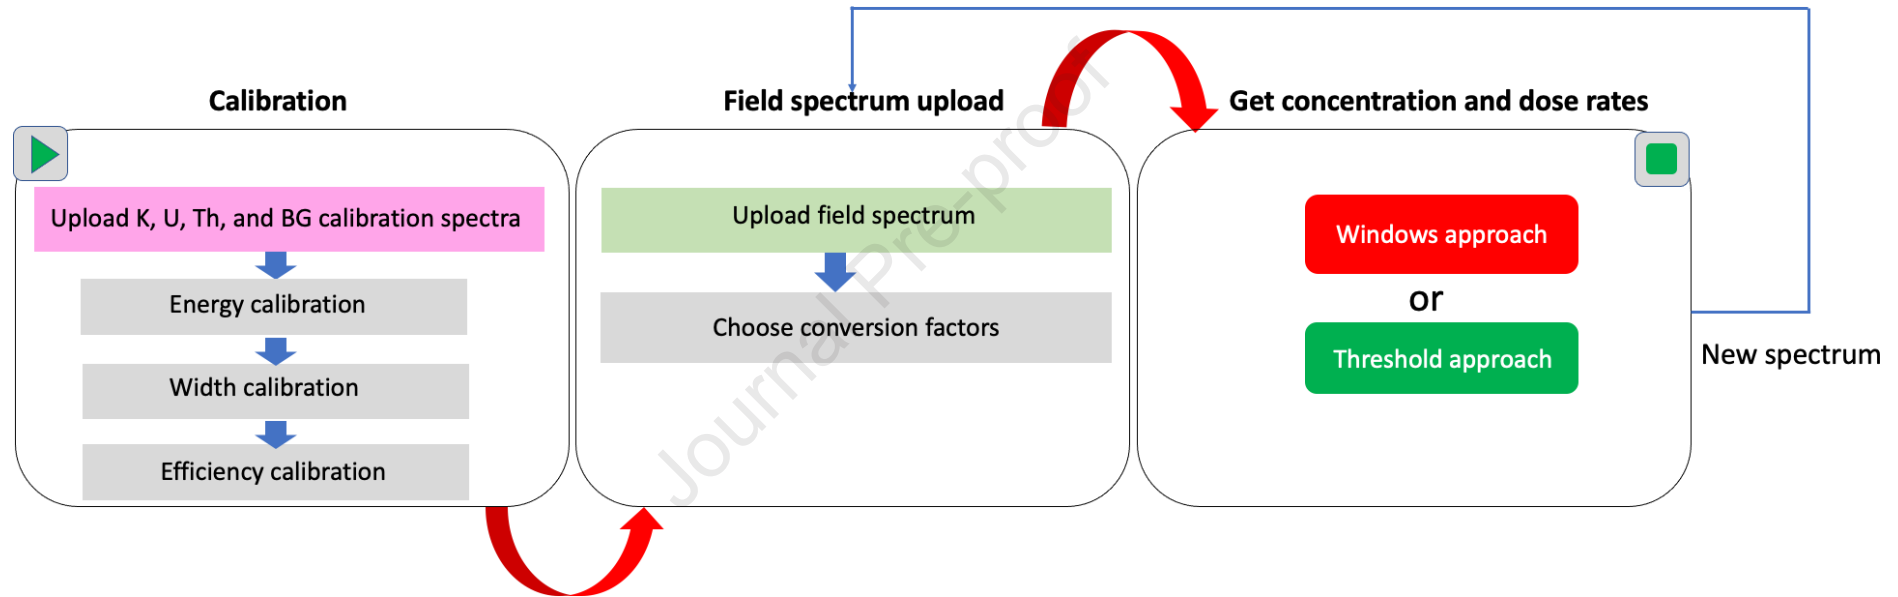 Calibration
Upload K, U, Th, and BG calibration spectra
Energy calibration
Width calibration
Efficiency calibration
Field spectrum upload
Upload field spectrum
Choose conversion factors
Get concentration and dose rates
Windows approach
or
Threshold approach
New spectrum
Journal Pre-proof